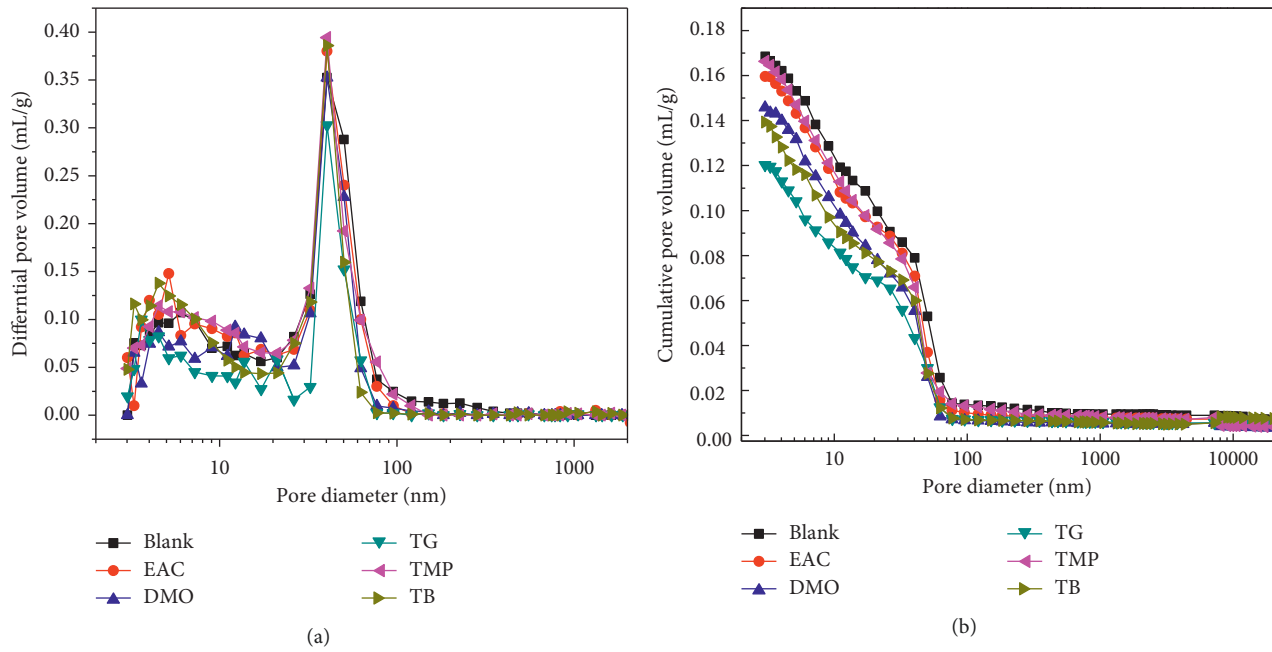 0.40
0.35
0.30
0.25
0.20
0.15
0.10
0.05
0.00
Differntial pore volume (mL/g)
10
100
1000
Pore diameter (nm)
Blank
EAC
DMO
TG
TMP
TB
(a)
0.18
0.16
0.14
0.12
0.10
0.08
0.06
0.04
0.02
0.00
Cumulative pore volume (mL/g)
10
100
1000
10000
Pore diameter (nm)
Blank
EAC
DMO
TG
TMP
TB
(b)